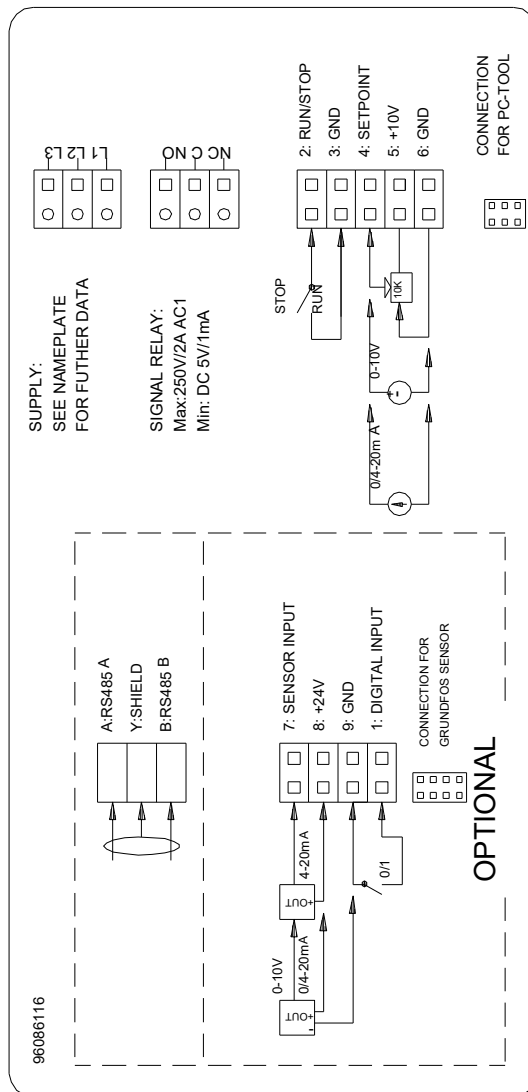 96086116
SUPPLY:
SEE NAMEPLATE
FOR FUTHER DATA
L1 L2 L3
SIGNAL RELAY:
Max:250V/2A AC1
Min: DC 5V/1mA
NC C NO
STOP
RUN
2: RUN/STOP
3: GND
4: SETPOINT
5: +10V
6: GND
10K
0-10V
+
-
0/4-20m A
CONNECTION
FOR PC-TOOL
A:RS485 A
Y:SHIELD
B:RS485 B
7: SENSOR INPUT
8: +24V
9: GND
1: DIGITAL INPUT
4-20mA
+OUT
0-10V
0/4-20mA
+OUT
-
0/1
CONNECTION FOR
GRUNDFOS SENSOR
OPTIONAL